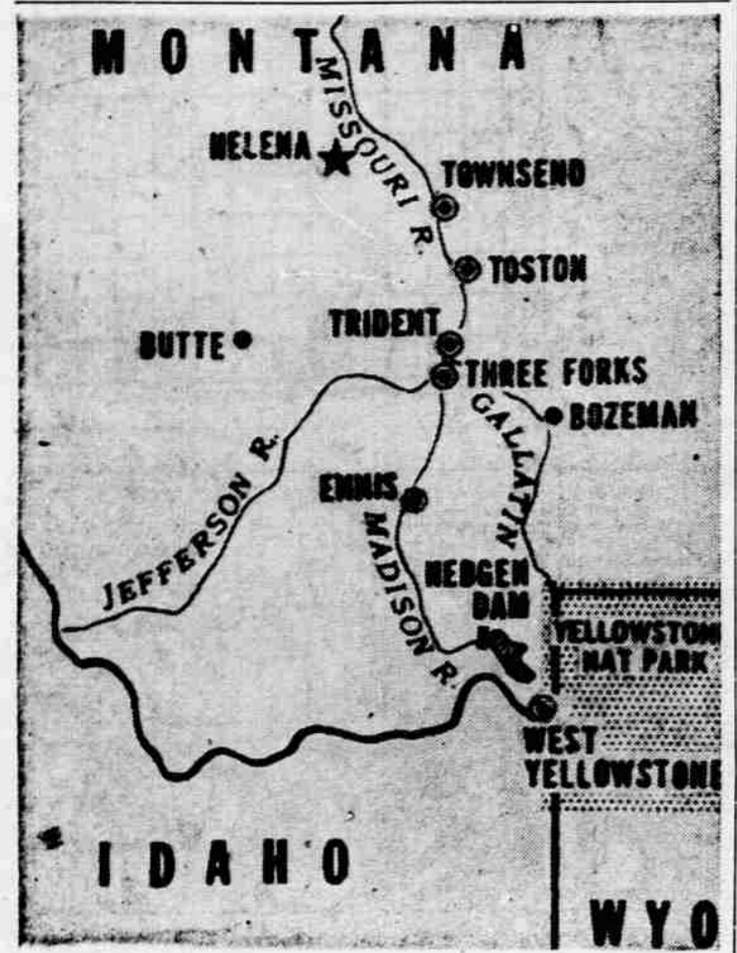 MONTANA
MISSOURI R.
HELENA
TOWNSEND
TOSTON
TRIDENT
BUTTE
THREE FORKS
GALLATIN
BOZEMAN
ENNIS
JEFFERSON R.
MADISON R.
HEBGEN
DAM
YELLOWSTONE
NAT PARK
WEST
YELLOWSTONE
IDAHO
WYO